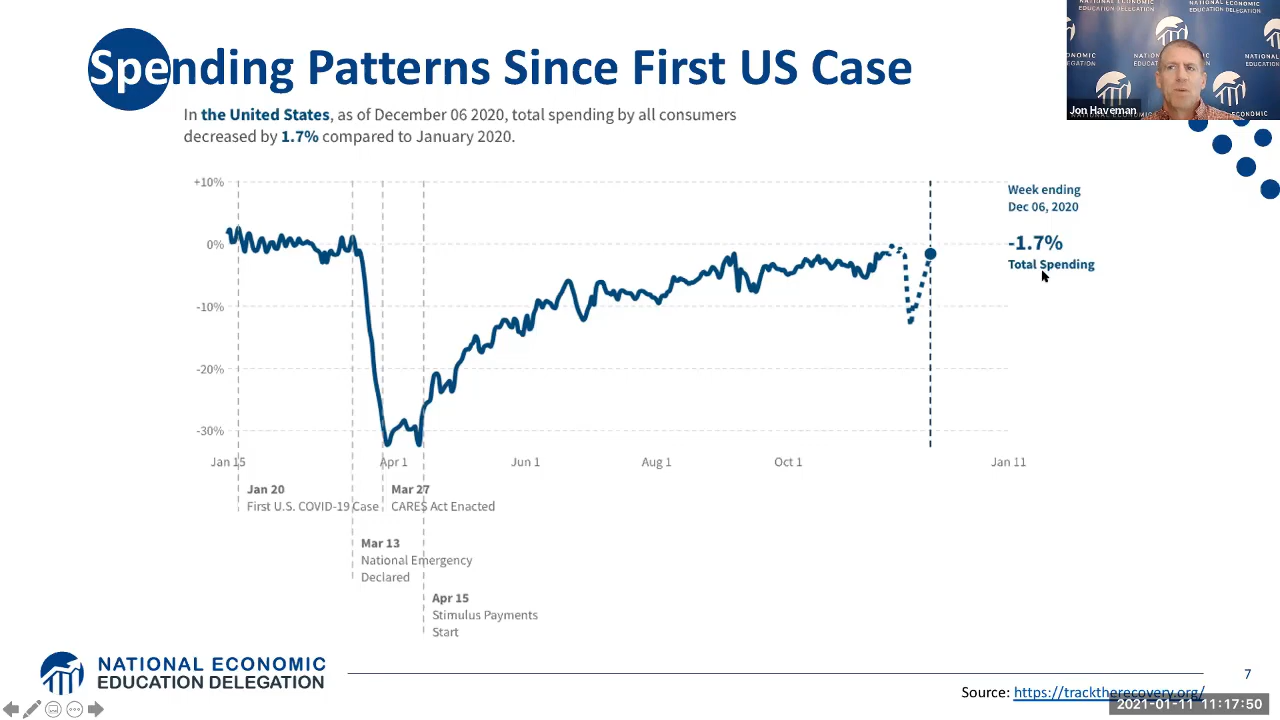 Spending Patterns Since First US Case
In the United States, as of December 06 2020, total spending by all consumers
decreased by 1.7% compared to January 2020.
Jon Haveman
+10%
0%
-10%
-20%
-30%
Week ending
Dec 06, 2020
-1.7%
Total Spending
Jan 15
Apr 1
Jun 1
Aug 1
Oct 1
Jan 11
Jan 20
First U.S. COVID-19 Case
Mar 27
CARES Act Enacted
Mar 13
National Emergency
Declared
Apr 15
Stimulus Payments
Start
NATIONAL ECONOMIC
EDUCATION DELEGATION
7
Source: https://tracktherecovery.org/
2021-01-11 11:17:50